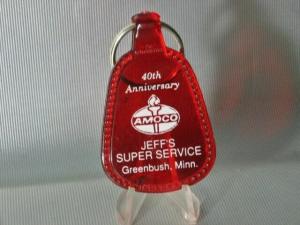 40th
Anniversary
AMOCO
JEFF'S
SUPER SERVICE
Greenbush, Minn.